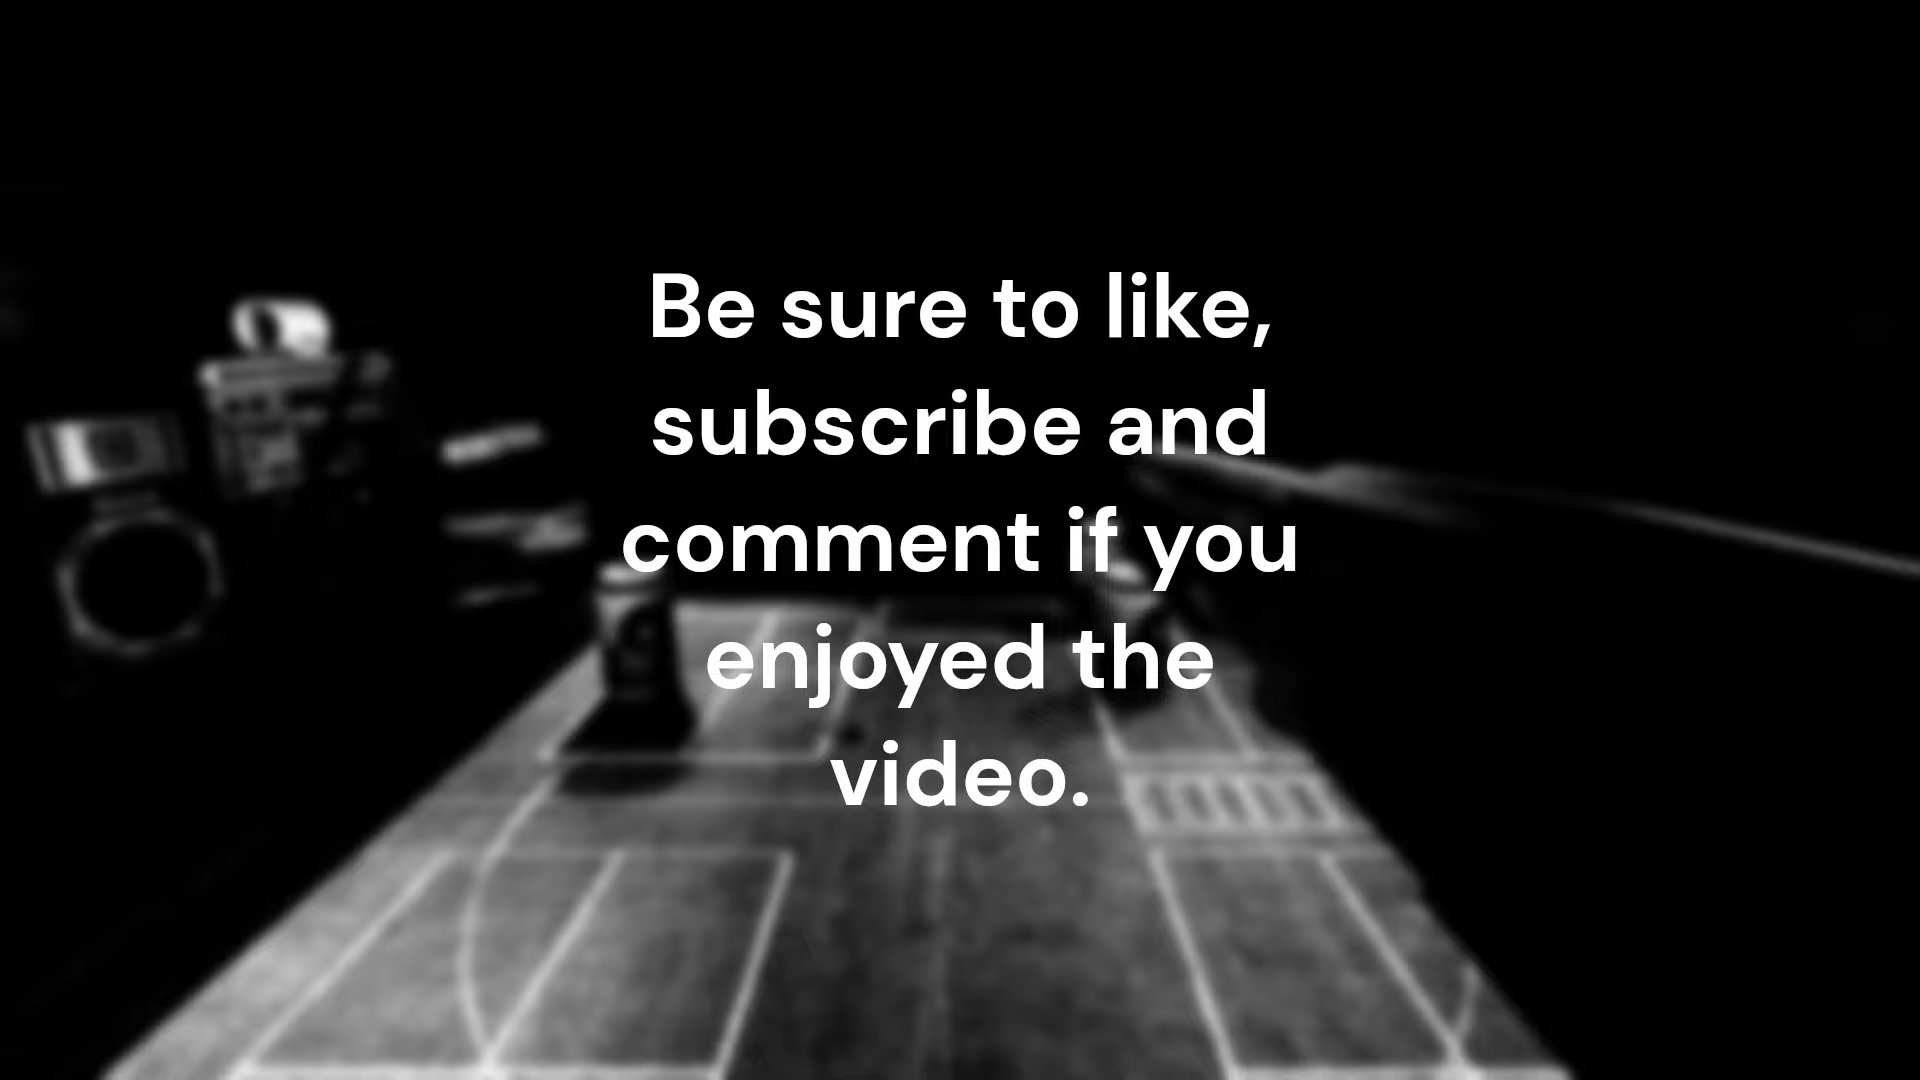 Be sure to like,
subscribe and
comment if you
enjoyed the
video.